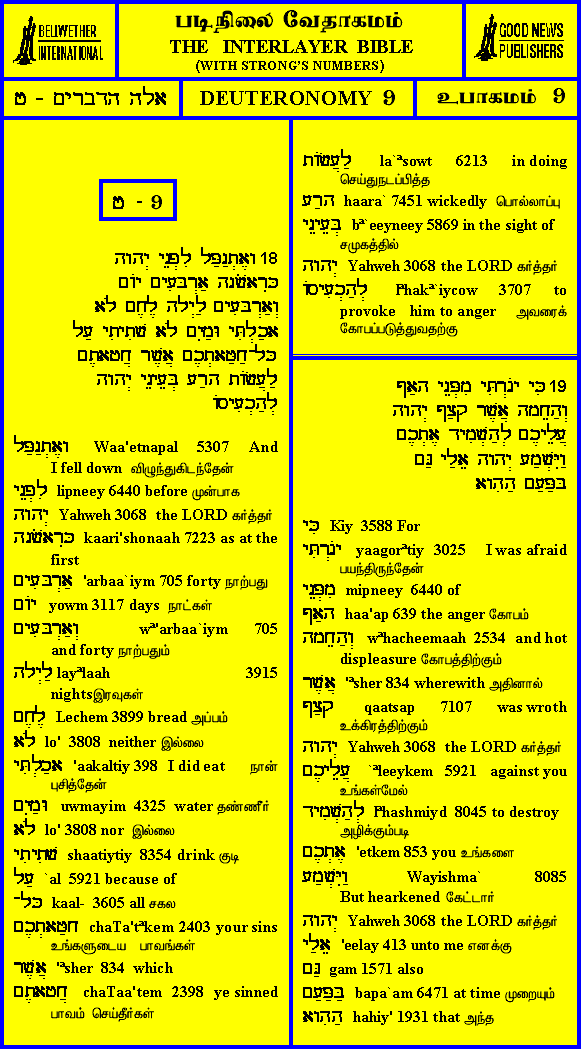 BELLWETHER
INTERNATIONAL
படிநிலை வேதாகமம்
THE INTERLAYER BIBLE
(WITH STRONG'S NUMBERS)
GOOD NEWS
PUBLISHERS
אלה הדברים - ט
DEUTERONOMY 9
உபாகமம் 9
ט - 9
18 וָאֶתְנַפַּל לִפְנֵי יְהוָה
כָּרִאשֹׁנָה אַרְבָּעִים יוֹם
וְאַרְבָּעִים לַיְלָה לֶחֶם לֹא
אָכַלְתִּי וּמַיִם לֹא שָׁתִיתִי עַל
כָּל־חַטַּאתְכֶם אֲשֶׁר חֲטָאתֶם
לַעֲשׂוֹת הָרַע בְּעֵינֵי יְהוָה
לְהַכְעִיסוֹ
וָאֶתְנַפַּל Waa'etnapal 5307 And
I fell down விழுந்துகிடந்தேன்
לִפְנֵי lipneey 6440 before முன்பாக
יְהוָה Yahweh 3068 the LORD கர்த்தர்
כָּרִאשֹׁנָה kaari'shonaah 7223 as at the
first
אַרְבָּעִים 'arbaa`iym 705 forty நாற்பது
יוֹם yowm 3117 days நாட்கள்
וְאַרְבָּעִים wª'arbaa`iym 705
and forty நாற்பதும்
לַיְלָה layªlaah 3915
nightsஇரவுகள்
לֶחֶם Lechem 3899 bread அப்பம்
לֹא lo' 3808 neither இல்லை
אָכַלְתִּי 'aakaltiy 398 I did eat நான்
புசித்தேன்
וּמַיִם uwmayim 4325 water தண்ணீர்
לֹא lo' 3808 nor இல்லை
שָׁתִיתִי shaatiytiy 8354 drink குடி
עַל `al 5921 because of
כָּל־ kaal- 3605 all சகல
חַטַּאתְכֶם chaTa'tªkem 2403 your sins
உங்களுடைய பாவங்கள்
אֲשֶׁר 'ªsher 834 which
חֲטָאתֶם chaTaa'tem 2398 ye sinned
பாவம் செய்தீர்கள்
לַעֲשׂוֹת la`ªsowt 6213 in doing
செய்துநடப்பித்த
הָרַע haara` 7451 wickedly பொல்லாப்பு
בְּעֵינֵי bª`eeyneey 5869 in the sight of
சமுகத்தில்
יְהוָה Yahweh 3068 the LORD கர்த்தர்
לְהַכְעִיסוֹ lªhak`iycow 3707 to
provoke him to anger அவரைக்
கோபப்படுத்துவதற்கு
19 כִּי יָגֹרְתִּי מִפְּנֵי הָאַף
וְהַחֵמָה אֲשֶׁר קָצַף יְהוָה
עֲלֵיכֶם לְהַשְׁמִיד אֶתְכֶם
וַיִּשְׁמַע יְהוָה אֵלַי גַּם
בַּפַּעַם הַהִוא
כִּי Kiy 3588 For
יָגֹרְתִּי yaagorªtiy 3025 I was afraid
பயந்திருந்தேன்
מִפְּנֵי mipneey 6440 of
הָאַף haa'ap 639 the anger கோபம்
וְהַחֵמָה wªhacheemaah 2534 and hot
displeasure கோபத்திற்கும்
אֲשֶׁר 'ªsher 834 wherewith அதினால்
קָצַף qaatsap 7107 was wroth
உக்கிரத்திற்கும்
יְהוָה Yahweh 3068 the LORD கர்த்தர்
עֲלֵיכֶם `ªleeykem 5921 against you
உங்கள்மேல்
לְהַשְׁמִיד lªhashmiyd 8045 to destroy
அழிக்கும்படி
אֶתְכֶם 'etkem 853 you உங்களை
וַיִּשְׁמַע Wayishma` 8085
But hearkened கேட்டார்
יְהוָה Yahweh 3068 the LORD கர்த்தர்
אֵלַי 'eelay 413 unto me எனக்கு
גַּם gam 1571 also
בַּפַּעַם bapa`am 6471 at time முறையும்
הַהִוא hahiy' 1931 that அந்த